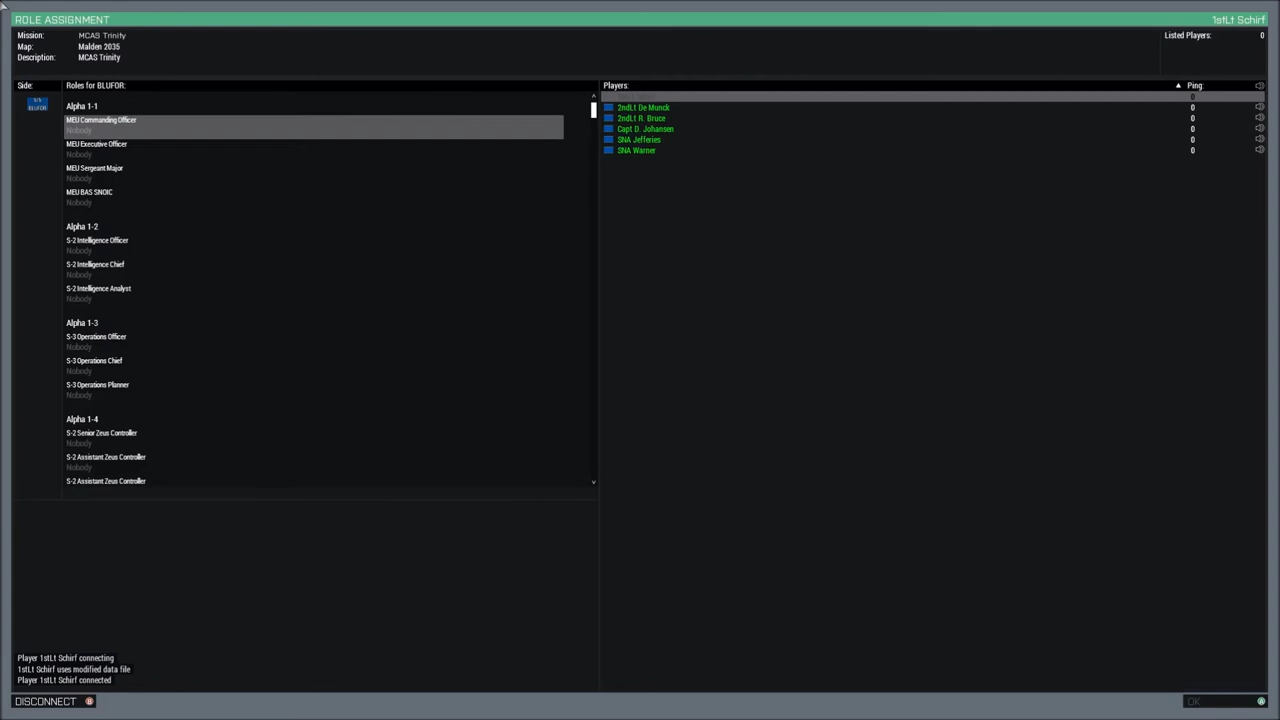 ROLE ASSIGNMENT
1stLt Schirf
Mission: MCAS Trinity
Map: Malden 2035
Description: MCAS Trinity
Listed Players: 0
Side:
BLUFOR
Roles for BLUFOR:
Alpha 1-1
MEU Commanding Officer
Nobody
MEU Executive Officer
Nobody
MEU Sergeant Major
Nobody
MEU BAS SNOIC
Nobody
Alpha 1-2
S-2 Intelligence Officer
Nobody
S-2 Intelligence Chief
Nobody
S-2 Intelligence Analyst
Nobody
Alpha 1-3
S-3 Operations Officer
Nobody
S-3 Operations Chief
Nobody
S-3 Operations Planner
Nobody
Alpha 1-4
S-2 Senior Zeus Controller
Nobody
S-2 Assistant Zeus Controller
Nobody
S-2 Assistant Zeus Controller
Players: Ping:
0
2ndLt De Munck 0
2ndLt R. Bruce 0
Capt D. Johansen 0
SNA Jefferies 0
SNA Warner 0
Player 1stLt Schirf connecting
1stLt Schirf uses modified data file
Player 1stLt Schirf connected
DISCONNECT B
OK A